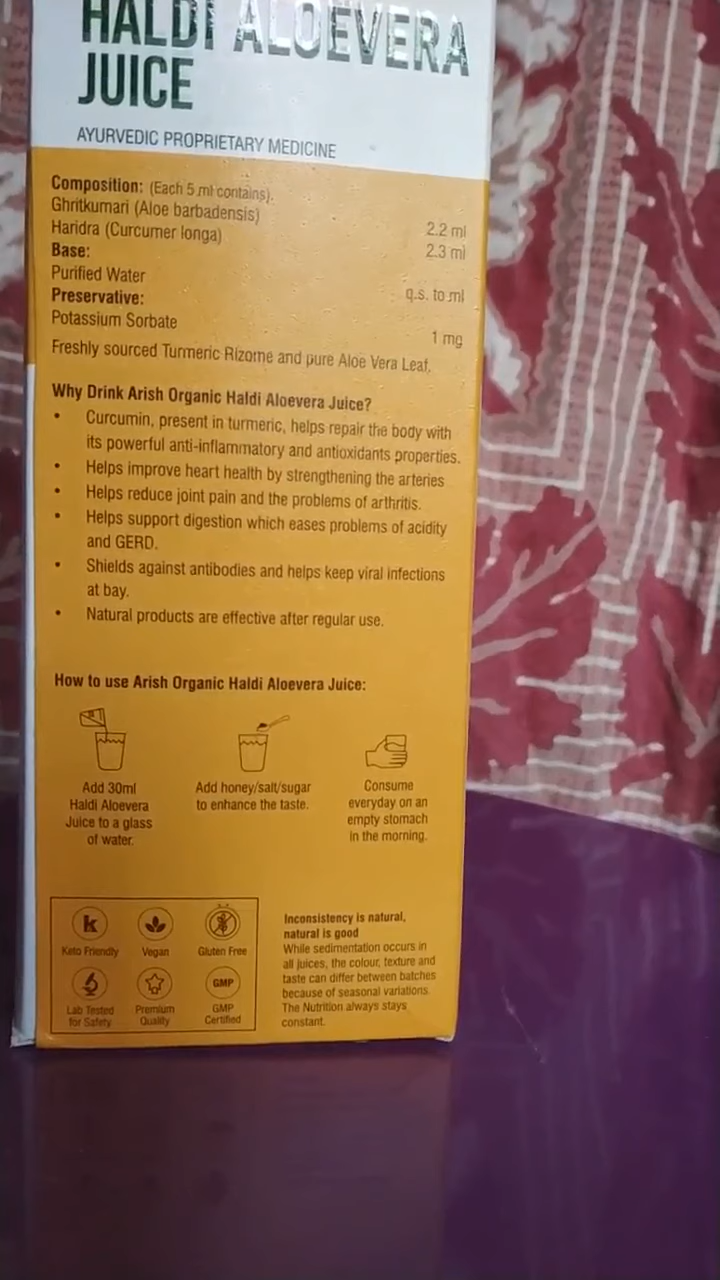 HALDI ALOEVERA
JUICE
AYURVEDIC PROPRIETARY MEDICINE
Composition: (Each 5 ml contains).
Ghritkumari (Aloe barbadensis) 2.2 ml
Haridra (Curcumer longa) 2.3 ml
Base:
Purified Water q.s. to ml
Preservative:
Potassium Sorbate 1 mg
Freshly sourced Turmeric Rizome and pure Aloe Vera Leaf.
Why Drink Arish Organic Haldi Aloevera Juice?
• Curcumin, present in turmeric, helps repair the body with
its powerful anti-inflammatory and antioxidants properties.
• Helps improve heart health by strengthening the arteries
• Helps reduce joint pain and the problems of arthritis.
• Helps support digestion which eases problems of acidity
and GERD.
• Shields against antibodies and helps keep viral infections
at bay.
• Natural products are effective after regular use.
How to use Arish Organic Haldi Aloevera Juice:
Add 30ml
Haldi Aloevera
Juice to a glass
of water.
Add honey/salt/sugar
to enhance the taste.
Consume
everyday on an
empty stomach
in the morning.
k
Keto Friendly
Vegan
Gluten Free
Lab Tested
for Safety
Premium
Quality
GMP
GMP
Certified
Inconsistency is natural,
natural is good
While sedimentation occurs in
all juices, the colour, texture and
taste can differ between batches
because of seasonal variations.
The Nutrition always stays
constant.